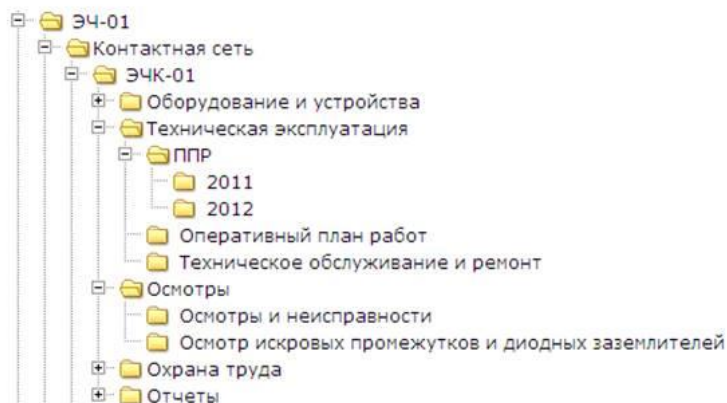 ЭЧ-01
Контактная сеть
ЭЧК-01
Оборудование и устройства
Техническая эксплуатация
ППР
2011
2012
Оперативный план работ
Техническое обслуживание и ремонт
Осмотры
Осмотры и неисправности
Осмотр искровых промежутков и диодных заземлителей
Охрана труда
Отчеты